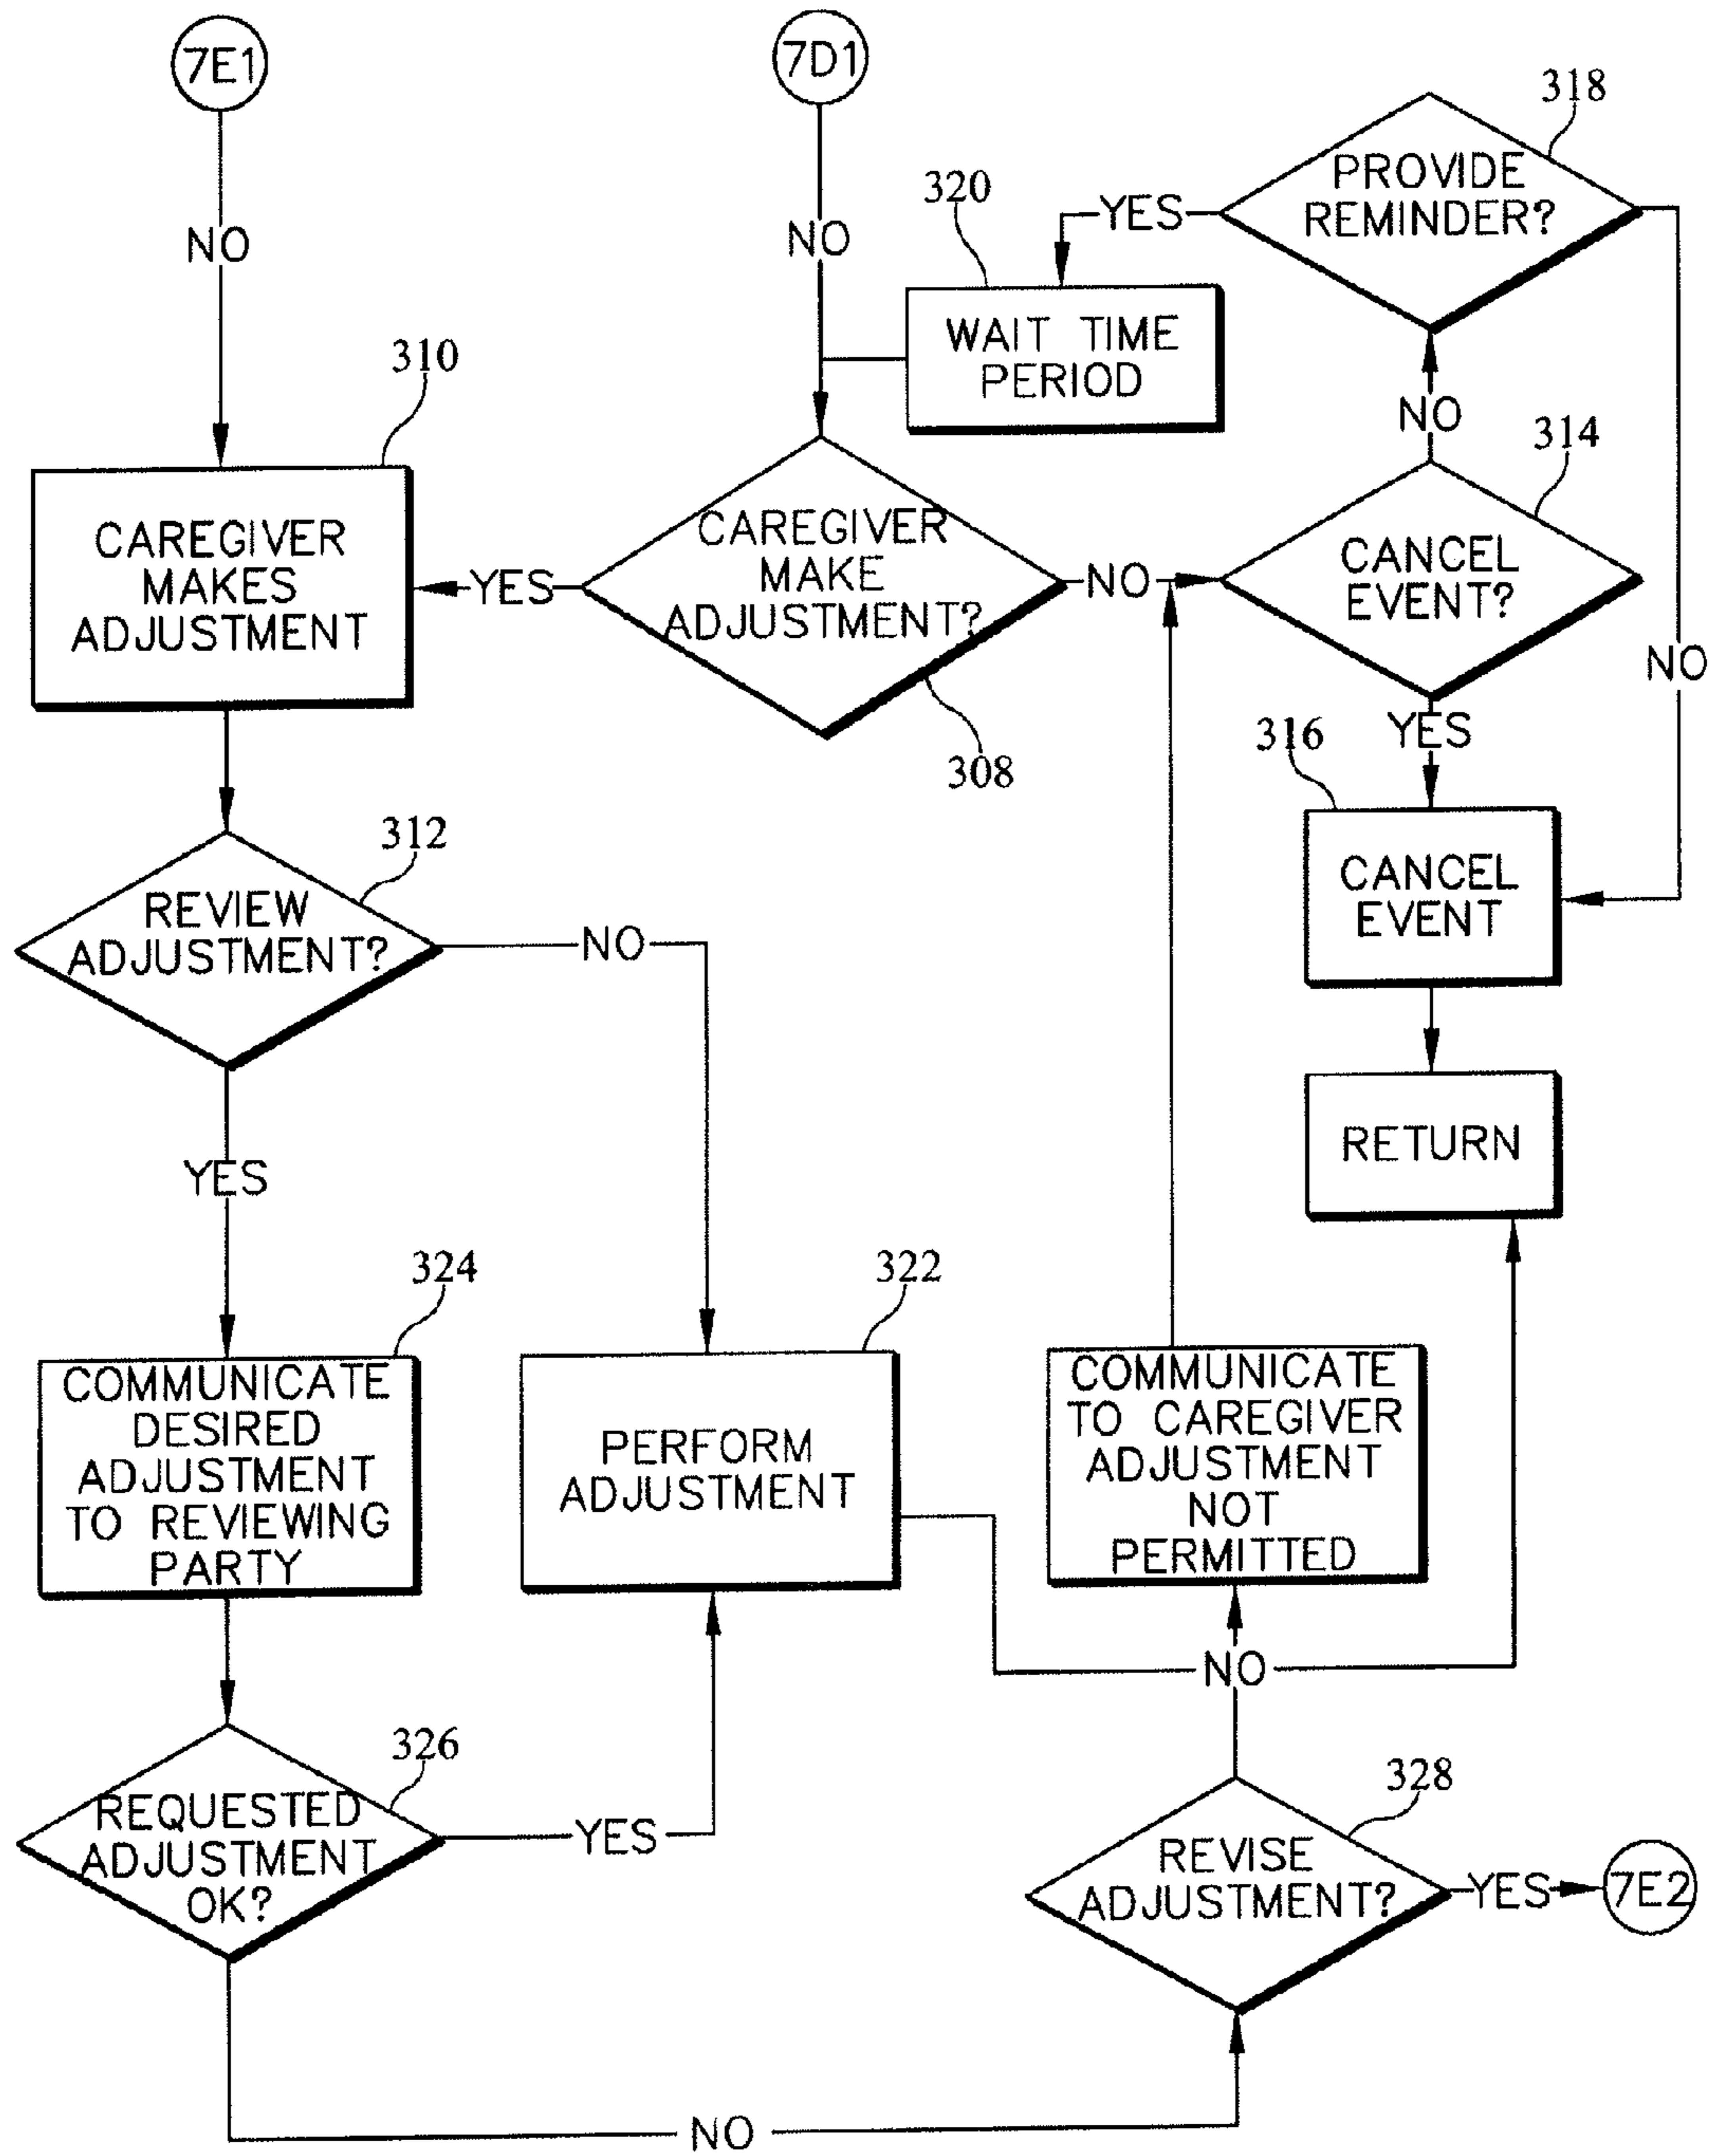 7E1
7D1
318
PROVIDE
REMINDER?
320
YES
NO
NO
WAIT TIME
PERIOD
310
NO
314
CAREGIVER
MAKES
ADJUSTMENT
YES
CAREGIVER
MAKE
ADJUSTMENT?
NO
CANCEL
EVENT?
NO
308
316
YES
312
REVIEW
ADJUSTMENT?
NO
CANCEL
EVENT
RETURN
YES
324
322
COMMUNICATE
DESIRED
ADJUSTMENT
TO REVIEWING
PARTY
PERFORM
ADJUSTMENT
COMMUNICATE
TO CAREGIVER
ADJUSTMENT
NOT
PERMITTED
NO
326
328
REQUESTED
ADJUSTMENT
OK?
YES
REVISE
ADJUSTMENT?
YES
7E2
NO